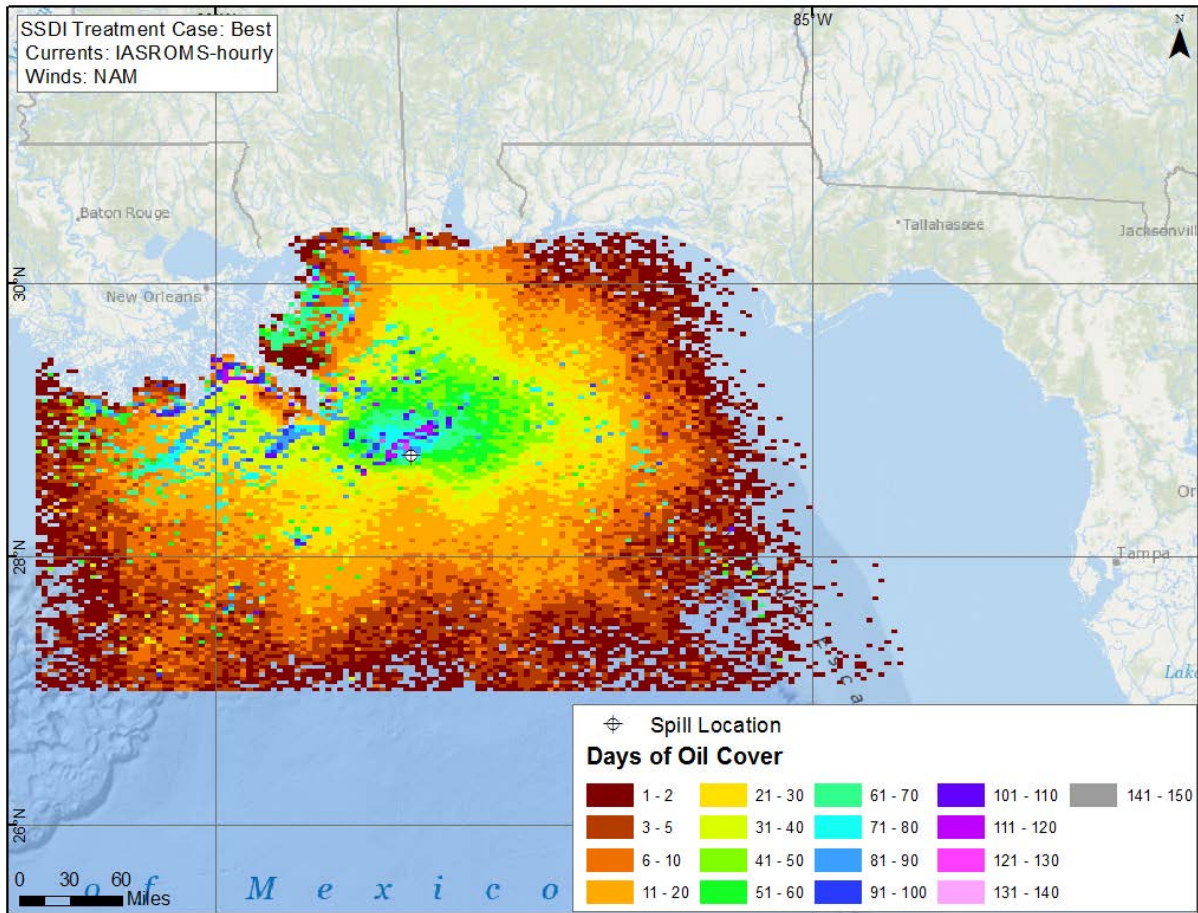 SSDI Treatment Case: Best
Currents: IASROMS-hourly
Winds: NAM
85°W
N
Baton Rouge
Tallahassee
Jacksonvill
30°N
New Orleans
28°N
Or
Tampa
E s c a
Lake
26°N
Spill Location
Days of Oil Cover
1 - 2
21 - 30
61 - 70
101 - 110
141 - 150
3 - 5
31 - 40
71 - 80
111 - 120
6 - 10
41 - 50
81 - 90
121 - 130
11 - 20
51 - 60
91 - 100
131 - 140
0 30 60
Miles
o f M e x i c o